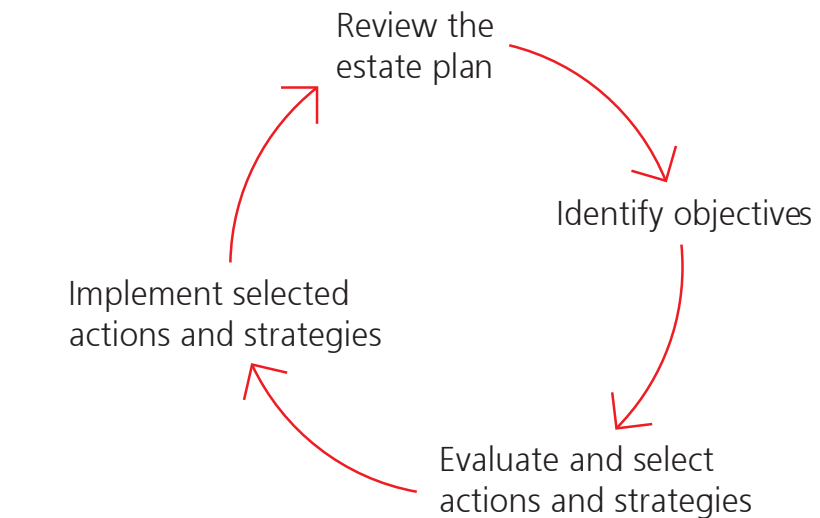 Review the
estate plan
Identify objectives
Evaluate and select
actions and strategies
Implement selected
actions and strategies